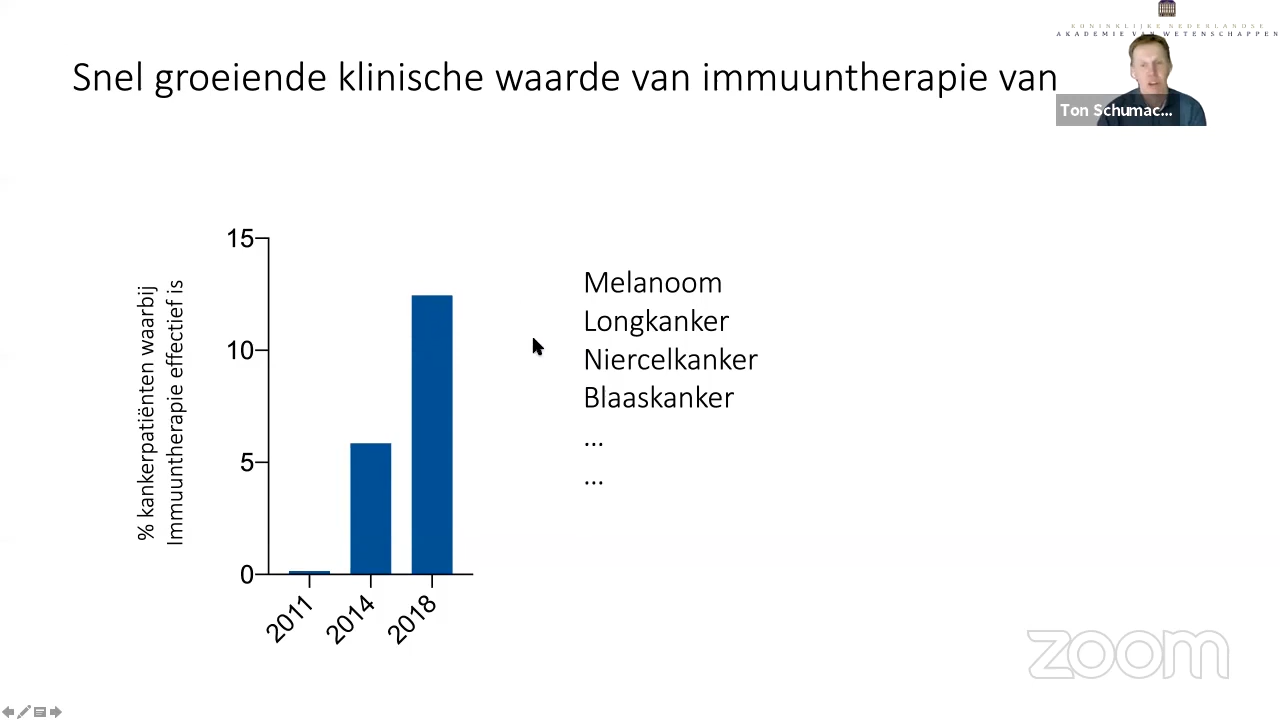 KONINKLIJKE NEDERLANDSE
AKADEMIE VAN WETENSCHAPPEN
Snel groeiende klinische waarde van immuuntherapie van
Ton Schumac...
15
10
5
0
% kankerpatiënten waarbij
Immuuntherapie effectief is
2011
2014
2018
Melanoom
Longkanker
Niercelkanker
Blaaskanker
...
...
zoom